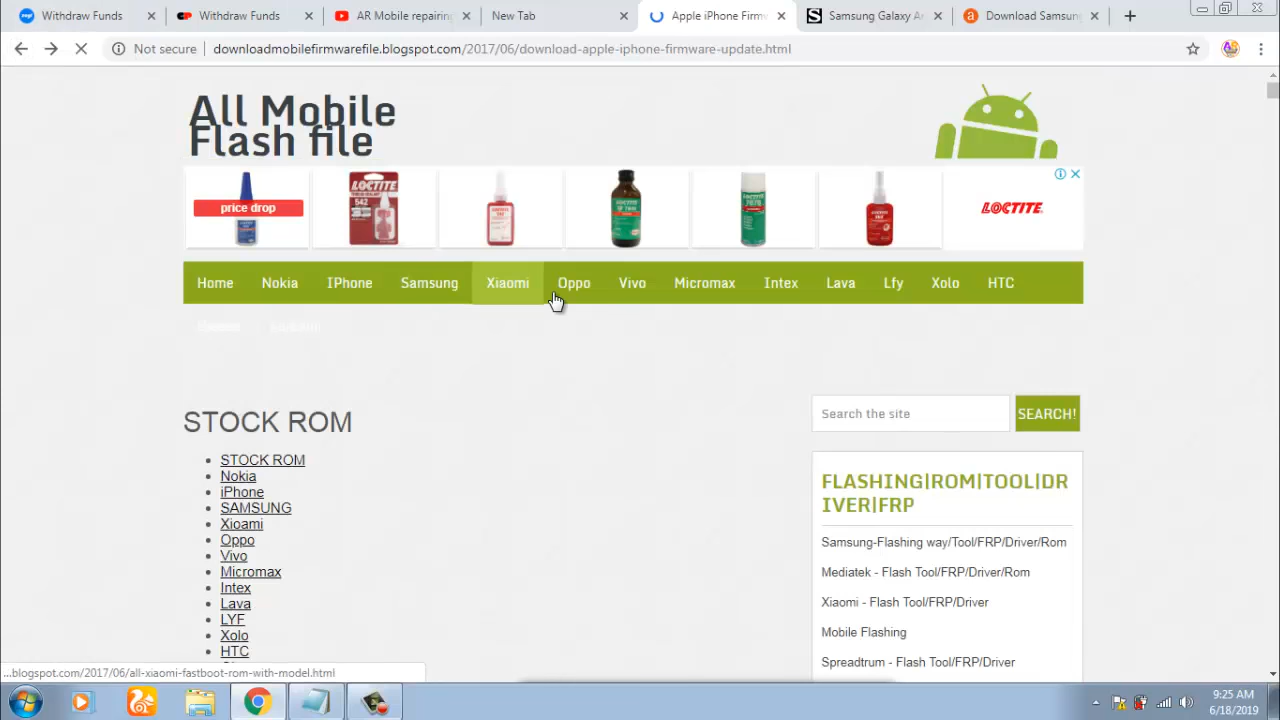 Withdraw Funds
Withdraw Funds
AR Mobile repairing
New Tab
Apple iPhone Firm
Samsung Galaxy A
Download Samsun
Not secure
downloadmobilefirmwarefile.blogspot.com/2017/06/download-apple-iphone-firmware-update.html
All Mobile
Flash file
price drop
LOCTITE
542
LOCTITE
Home
Nokia
IPhone
Samsung
Xiaomi
Oppo
Vivo
Micromax
Intex
Lava
Lfy
Xolo
HTC
STOCK ROM
STOCK ROM
Nokia
iPhone
SAMSUNG
Xioami
Oppo
Vivo
Micromax
Intex
Lava
LYF
Xolo
HTC
Search the site
SEARCH!
FLASHING|ROM|TOOL|DR
IVER|FRP
Samsung-Flashing way/Tool/FRP/Driver/Rom
Mediatek - Flash Tool/FRP/Driver/Rom
Xiaomi - Flash Tool/FRP/Driver
Mobile Flashing
Spreadtrum - Flash Tool/FRP/Driver
...blogspot.com/2017/06/all-xiaomi-fastboot-rom-with-model.html
9:25 AM
6/18/2019